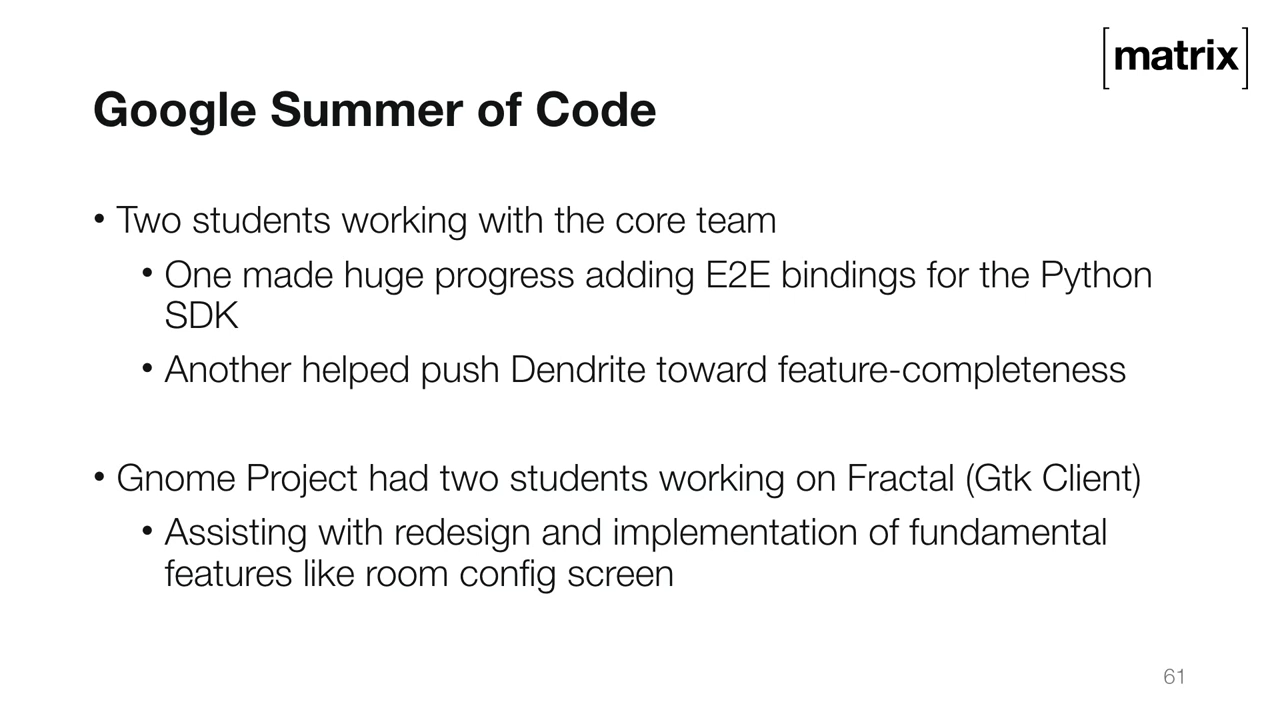 [matrix]
Google Summer of Code
• Two students working with the core team
• One made huge progress adding E2E bindings for the Python
SDK
• Another helped push Dendrite toward feature-completeness
• Gnome Project had two students working on Fractal (Gtk Client)
• Assisting with redesign and implementation of fundamental
features like room config screen
61